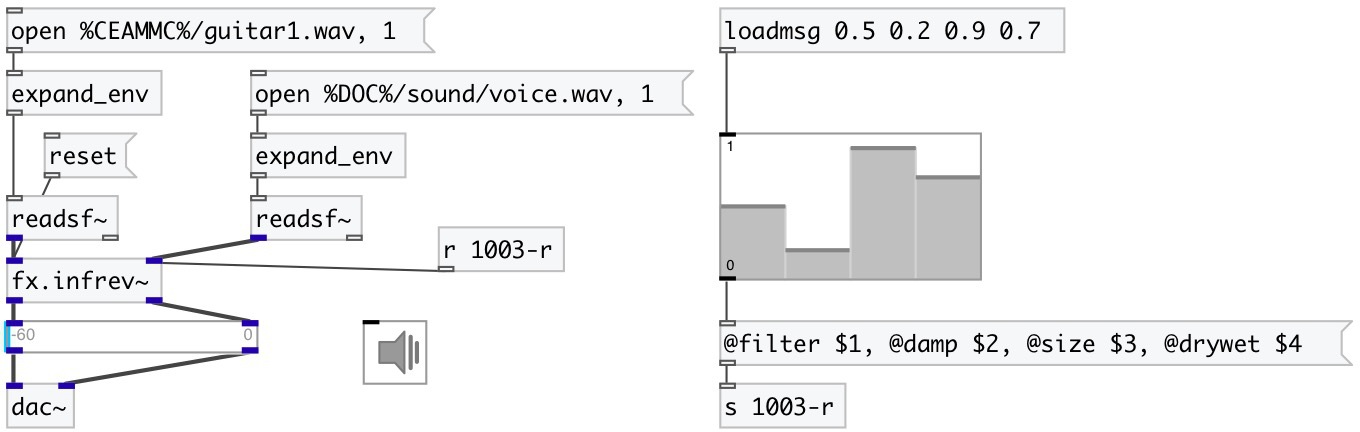 open %CEAMMC%/guitar1.wav, 1
loadmsg 0.5 0.2 0.9 0.7
expand_env
open %DOC%/sound/voice.wav, 1
reset
expand_env
1
readsf~
readsf~
r 1003-r
0
fx.infrev~
-60 0
@filter $1, @damp $2, @size $3, @drywet $4
dac~
s 1003-r